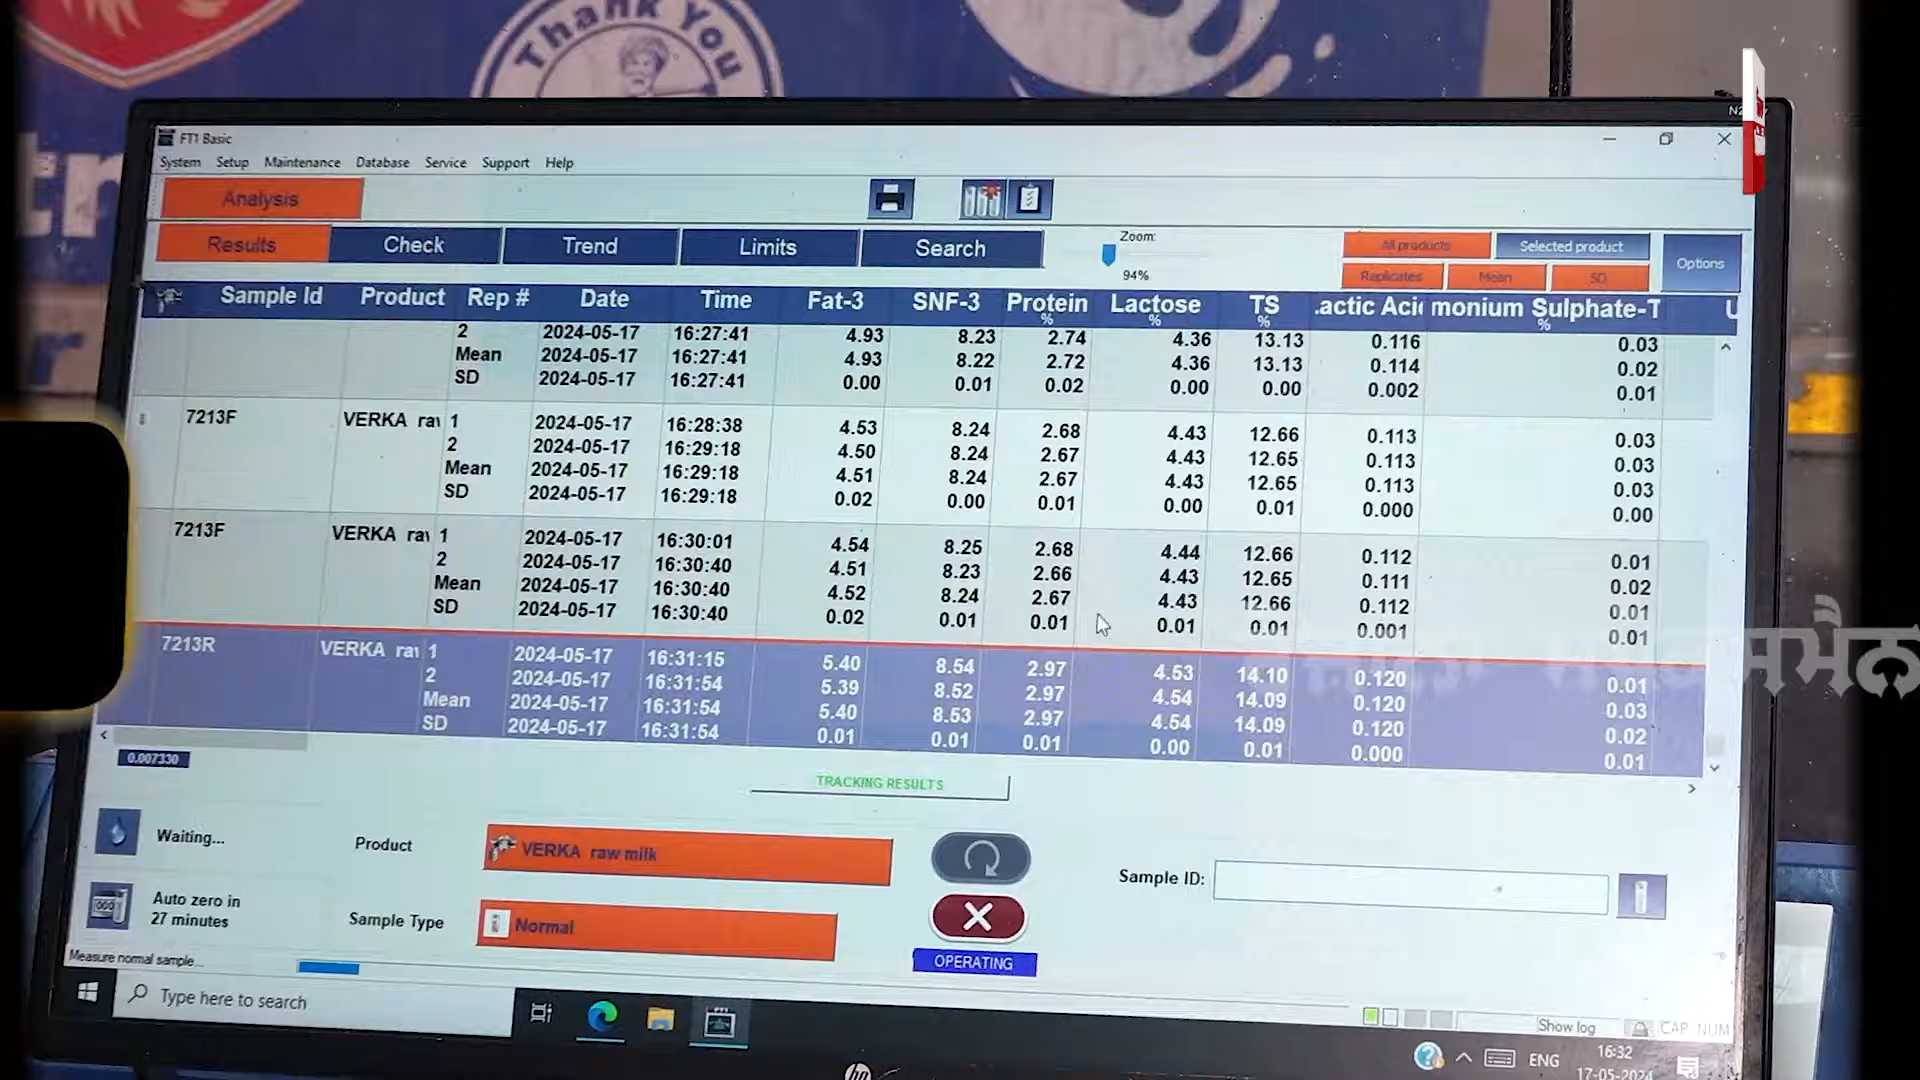 Thank You
FT1 Basic
System Setup Maintenance Database Service Support Help
Analysis
Results Check Trend Limits Search
Zoom:
94%
All products Selected product
Replicates Mean SD
Options
Sample Id Product Rep # Date Time Fat-3 SNF-3 Protein Lactose TS .actic Aci monium Sulphate-T U
% % % %
2 2024-05-17 16:27:41 4.93 8.23 2.74 4.36 13.13 0.116 0.03
Mean 2024-05-17 16:27:41 4.93 8.22 2.72 4.36 13.13 0.114 0.02
SD 2024-05-17 16:27:41 0.00 0.01 0.02 0.00 0.00 0.002 0.01
7213F VERKA raw 1 2024-05-17 16:28:38 4.53 8.24 2.68 4.43 12.66 0.113 0.03
2 2024-05-17 16:29:18 4.50 8.24 2.67 4.43 12.65 0.113 0.03
Mean 2024-05-17 16:29:18 4.51 8.24 2.67 4.43 12.65 0.113 0.03
SD 2024-05-17 16:29:18 0.02 0.00 0.01 0.00 0.01 0.000 0.00
7213F VERKA raw 1 2024-05-17 16:30:01 4.54 8.25 2.68 4.44 12.66 0.112 0.01
2 2024-05-17 16:30:40 4.51 8.23 2.66 4.43 12.65 0.111 0.02
Mean 2024-05-17 16:30:40 4.52 8.24 2.67 4.43 12.66 0.112 0.01
SD 2024-05-17 16:30:40 0.02 0.01 0.01 0.01 0.01 0.001 0.01
7213R VERKA raw 1 2024-05-17 16:31:15 5.40 8.54 2.97 4.53 14.10 0.120 0.01
2 2024-05-17 16:31:54 5.39 8.52 2.97 4.54 14.09 0.120 0.03
Mean 2024-05-17 16:31:54 5.40 8.53 2.97 4.54 14.09 0.120 0.02
SD 2024-05-17 16:31:54 0.01 0.01 0.01 0.00 0.01 0.000 0.01
0.007330
TRACKING RESULTS
Waiting...
Product VERKA raw milk
Sample ID:
Auto zero in
27 minutes
Sample Type Normal
OPERATING
Measure normal sample...
Type here to search
Show log CAP NUM
ENG 16:32
17-05-2024
hp